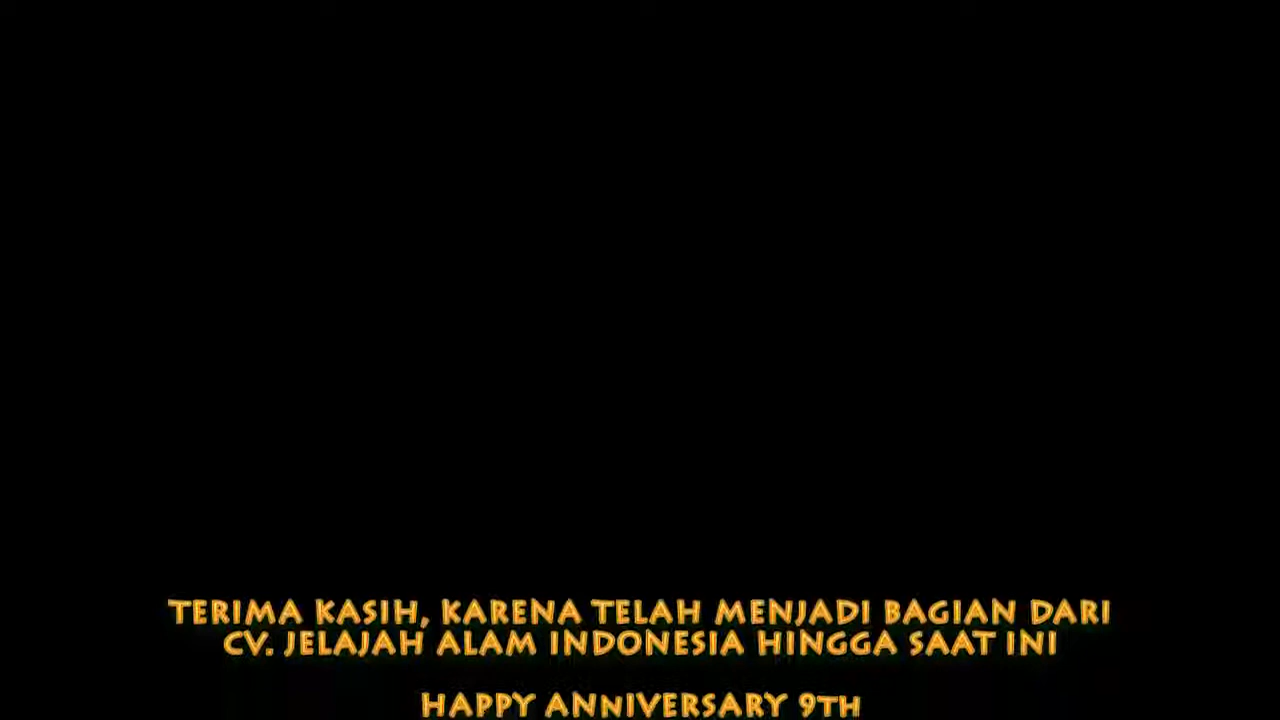 TERIMA KASIH, KARENA TELAH MENJADI BAGIAN DARI
CV. JELAJAH ALAM INDONESIA HINGGA SAAT INI
HAPPY ANNIVERSARY 9TH